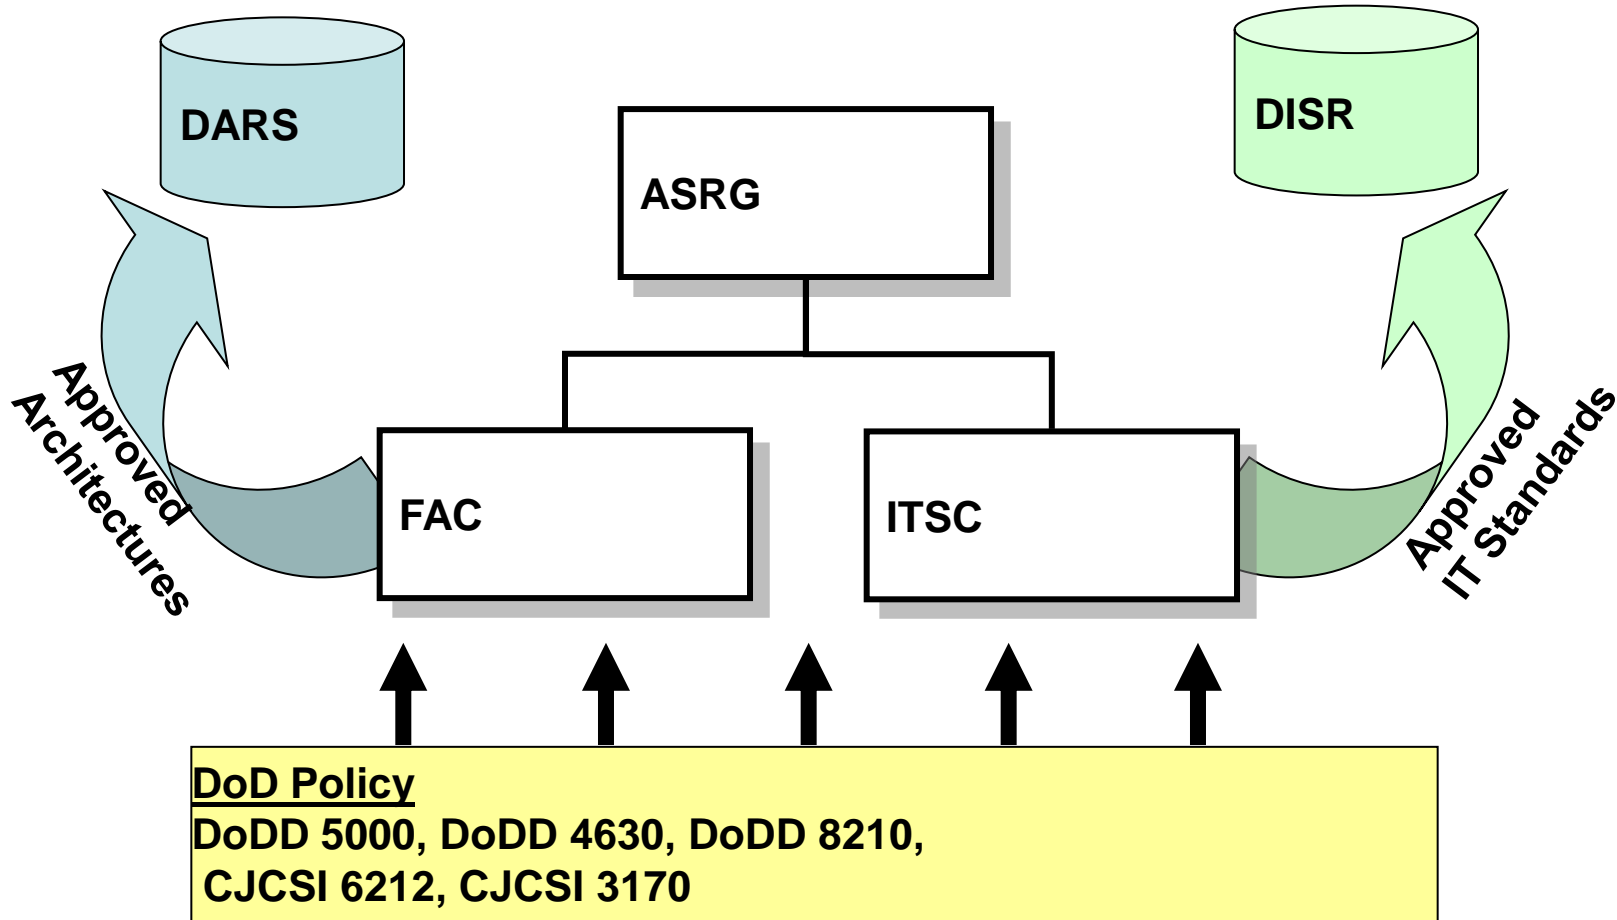 DARS
DISR
ASRG
Approved
Architectures
FAC
ITSC
Approved
IT Standards
DoD Policy
DoDD 5000, DoDD 4630, DoDD 8210,
CJCSI 6212, CJCSI 3170